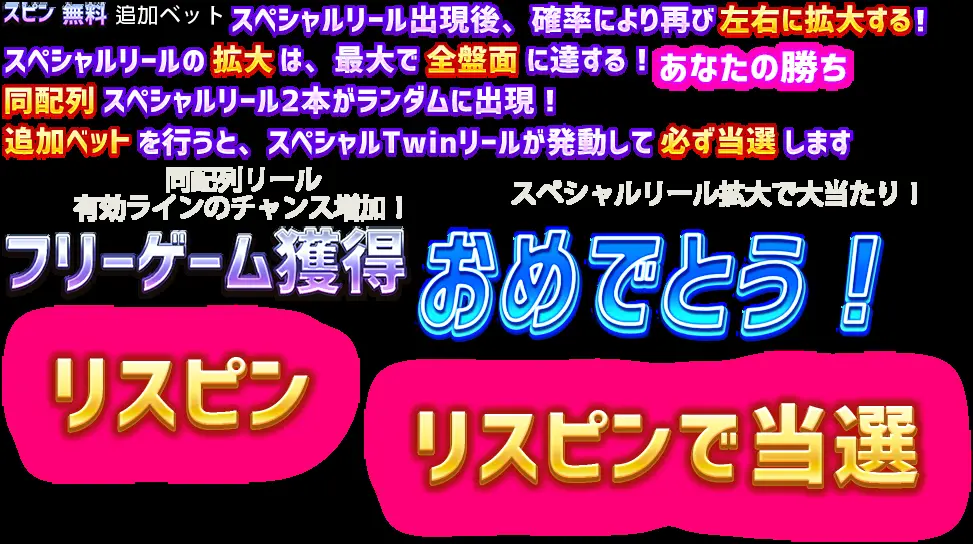 スピン 無料 追加ベット スペシャルリール出現後、確率により再び 左右に拡大する!
スペシャルリールの 拡大 は、最大で 全盤面 に達する！ あなたの勝ち
同配列 スペシャルリール2本がランダムに出現！
追加ベット を行うと、スペシャルTwinリールが発動して 必ず当選 します
同配列リール
有効ラインのチャンス増加！
スペシャルリール拡大で大当たり！
フリーゲーム獲得
おめでとう！
リスピン
リスピンで当選